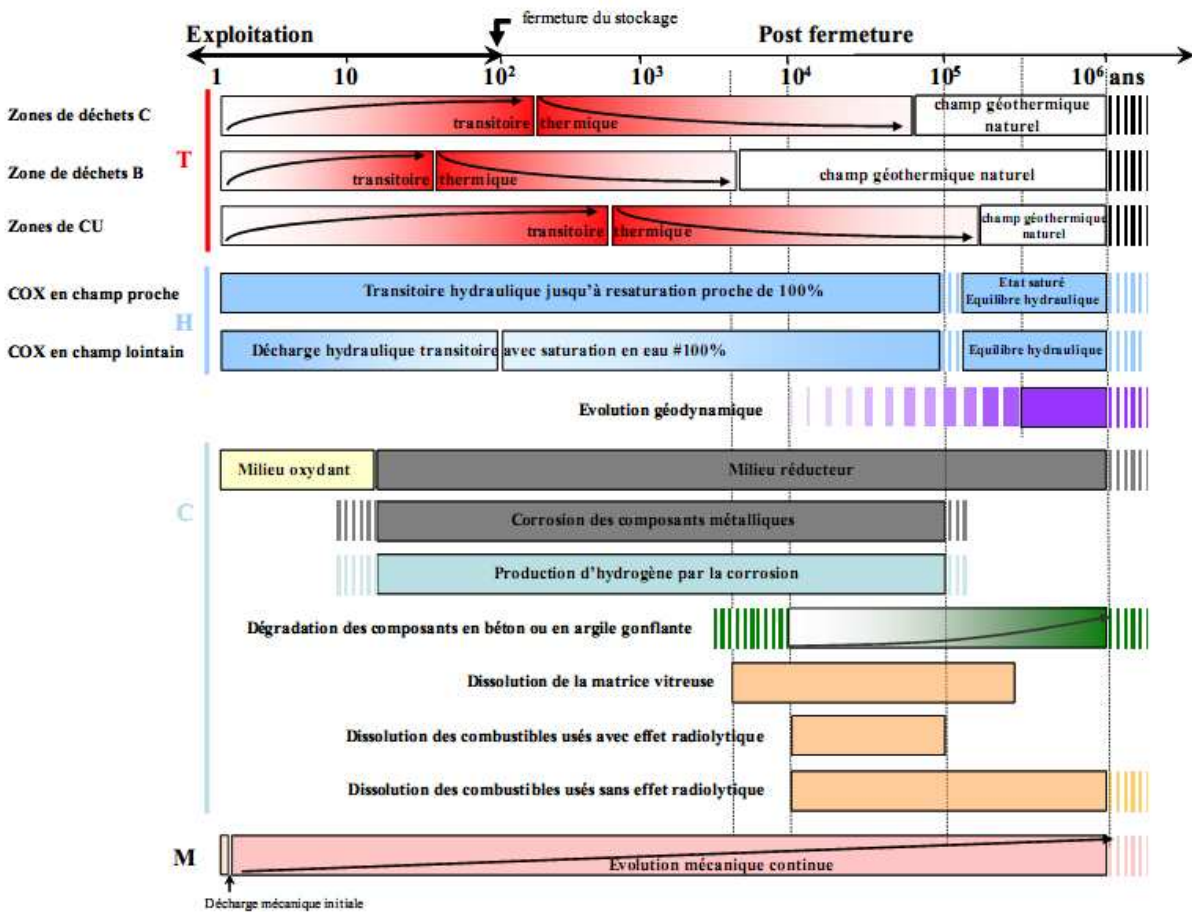 fermeture du stockage
Exploitation
Post fermeture
1 10 10² 10³ 10⁴ 10⁵ 10⁶ ans
Zones de déchets C
transitoire thermique
champ géothermique
naturel
T
Zone de déchets B
transitoire thermique
champ géothermique naturel
Zones de CU
transitoire thermique
champ géothermique
naturel
COX en champ proche
Transitoire hydraulique jusqu'à resaturation proche de 100%
Etat saturé
Equilibre hydraulique
H
COX en champ lointain
Décharge hydraulique transitoire avec saturation en eau #100%
Equilibre hydraulique
Evolution géodynamique
Milieu oxydant
Milieu réducteur
C
Corrosion des composants métalliques
Production d'hydrogène par la corrosion
Dégradation des composants en béton ou en argile gonflante
Dissolution de la matrice vitreuse
Dissolution des combustibles usés avec effet radiolytique
Dissolution des combustibles usés sans effet radiolytique
M
Evolution mécanique continue
Décharge mécanique initiale